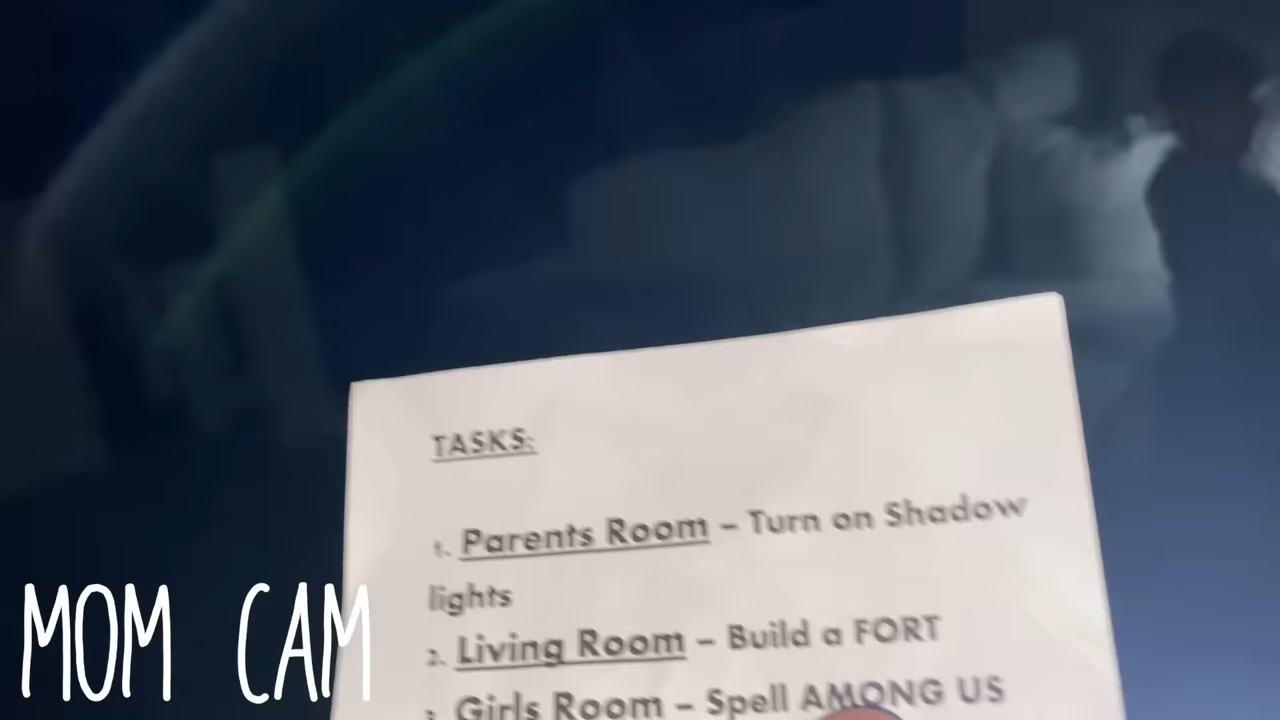 TASKS:
1. Parents Room – Turn on Shadow
lights
2. Living Room – Build a FORT
3. Girls Room – Spell AMONG US
MOM CAM